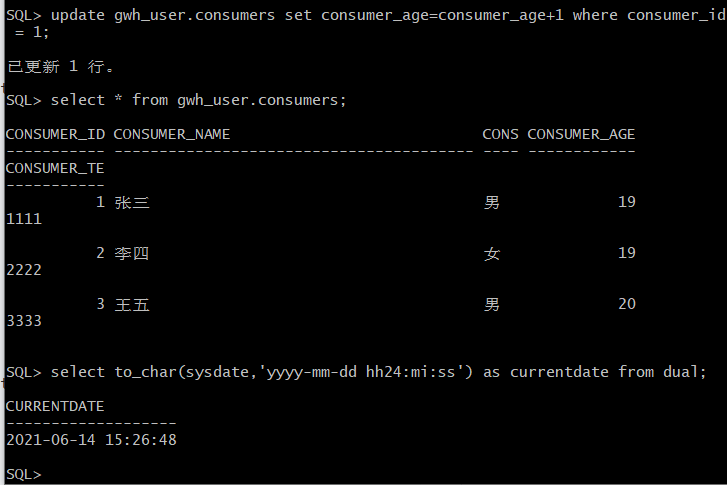 SQL> update gwh_user.consumers set consumer_age=consumer_age+1 where consumer_id
 = 1;
已更新 1 行。
SQL> select * from gwh_user.consumers;
CONSUMER_ID CONSUMER_NAME                            CONS CONSUMER_AGE
----------- ---------------------------------------- ---- ------------
CONSUMER_TE
-----------
          1 张三                                     男             19
1111
          2 李四                                     女             19
2222
          3 王五                                     男             20
3333
SQL> select to_char(sysdate,'yyyy-mm-dd hh24:mi:ss') as currentdate from dual;
CURRENTDATE
-------------------
2021-06-14 15:26:48
SQL>